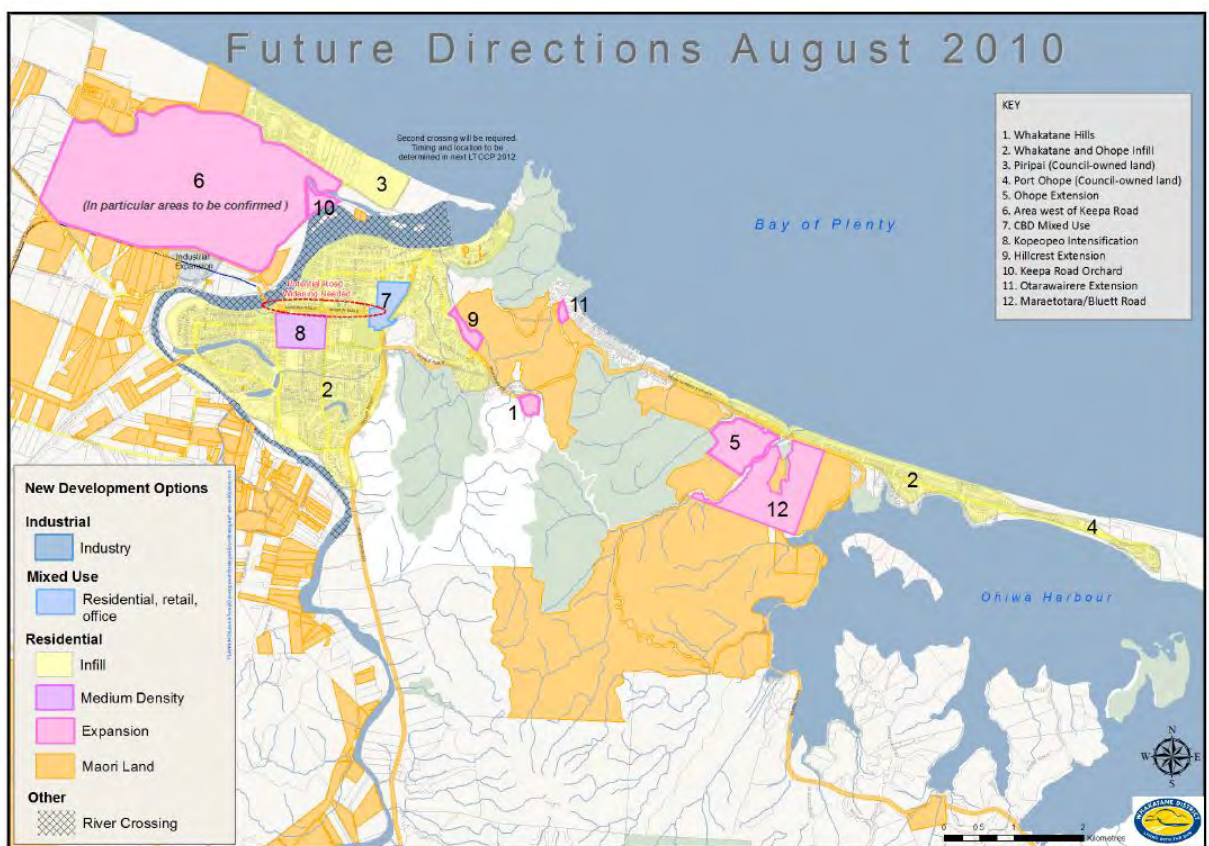 Future Directions August 2010
Second crossing will be required.
Timing and location to be
determined in next LTCCP 2012
KEY
1. Whakatane Hills
2. Whakatane and Ohope Infill
3. Piripai (Council-owned land)
4. Port Ohope (Council-owned land)
5. Ohope Extension
6. Area west of Keepa Road
7. CBD Mixed Use
8. Kopeopeo Intensification
9. Hillcrest Extension
10. Keepa Road Orchard
11. Otarawairere Extension
12. Maraetotara/Bluett Road
6
(In particular areas to be confirmed )
3
10
Bay of Plenty
Industrial
Expansion
Potential Road
Widening Needed
7
11
8
9
2
1
5
2
12
4
Ohiwa Harbour
New Development Options
Industrial
Industry
Mixed Use
Residential, retail,
office
Residential
Infill
Medium Density
Expansion
Maori Land
Other
River Crossing
N
W E
S
0 0.5 1 2
Kilometres
WHAKATANE DISTRICT